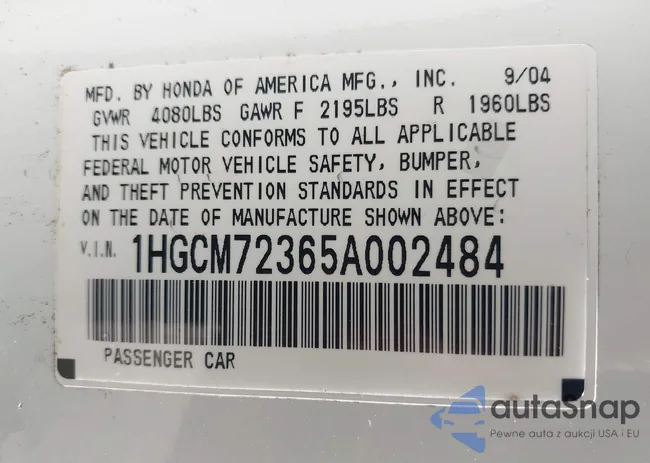 MFD. BY HONDA OF AMERICA MFG., INC. 9/04
GVWR 4080LBS GAWR F 2195LBS R 1960LBS
THIS VEHICLE CONFORMS TO ALL APPLICABLE
FEDERAL MOTOR VEHICLE SAFETY, BUMPER,
AND THEFT PREVENTION STANDARDS IN EFFECT
ON THE DATE OF MANUFACTURE SHOWN ABOVE:
V.I.N. 1HGCM72365A002484
PASSENGER CAR
autaSnap
Pewne auta z aukcji USA i EU